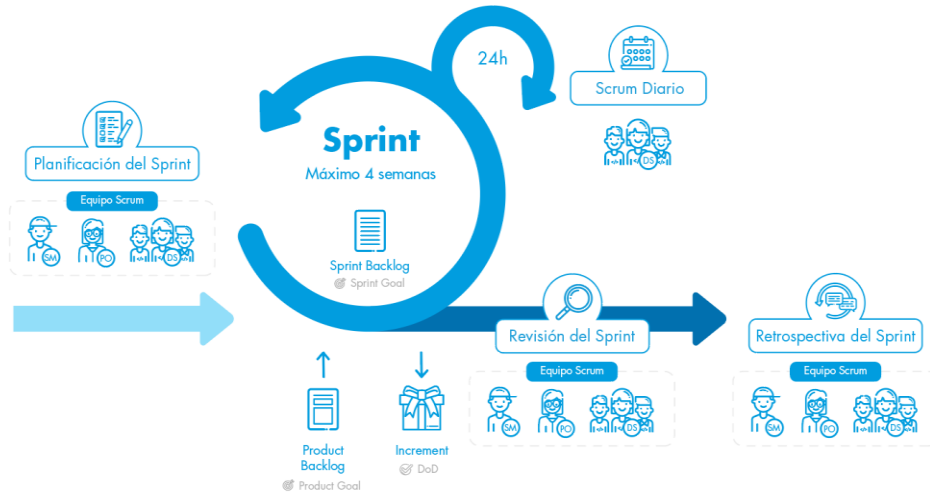 24h
Scrum Diario
DS
Sprint
Máximo 4 semanas
Planificación del Sprint
Equipo Scrum
SM
PO
DS
Sprint Backlog
Sprint Goal
Revisión del Sprint
Equipo Scrum
SM
PO
DS
Retrospectiva del Sprint
Equipo Scrum
SM
PO
DS
Product
Backlog
Product Goal
Increment
DoD